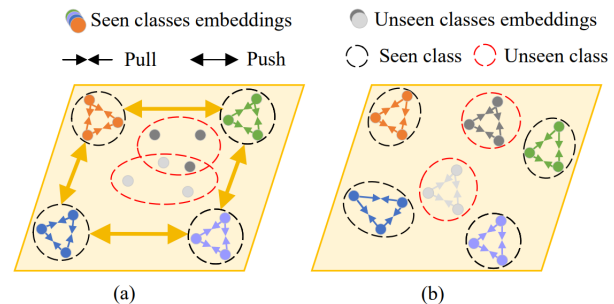 Seen classes embeddings
Unseen classes embeddings
Pull
Push
Seen class
Unseen class
(a)
(b)